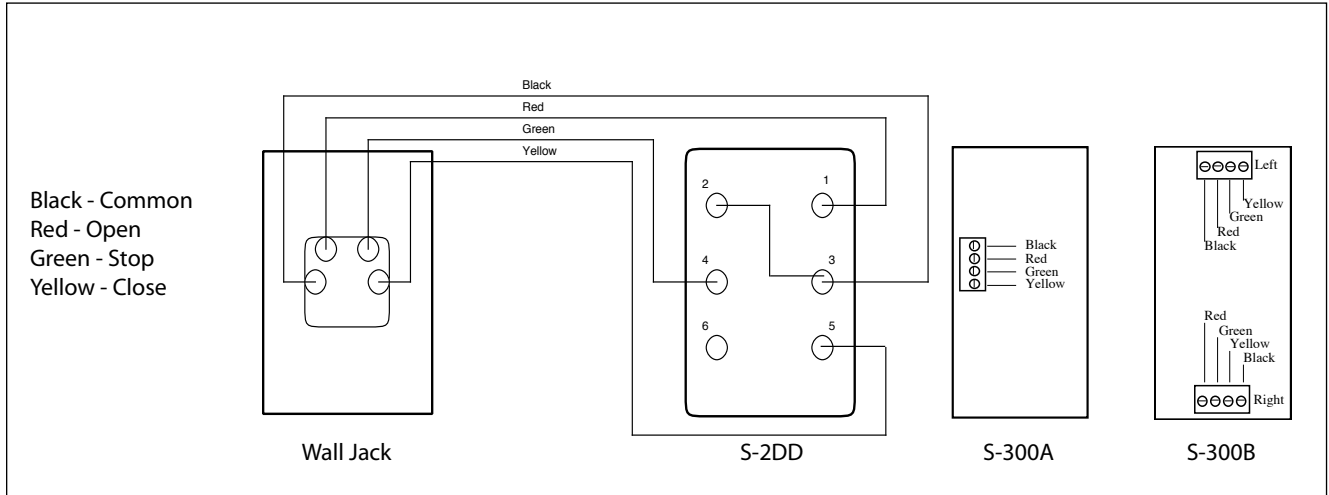 Black
Red
Green
Yellow
Black - Common
Red - Open
Green - Stop
Yellow - Close
2
1
4
3
6
5
Black
Red
Green
Yellow
Left
Yellow
Green
Red
Black
Red
Green
Yellow
Black
Right
Wall Jack
S-2DD
S-300A
S-300B